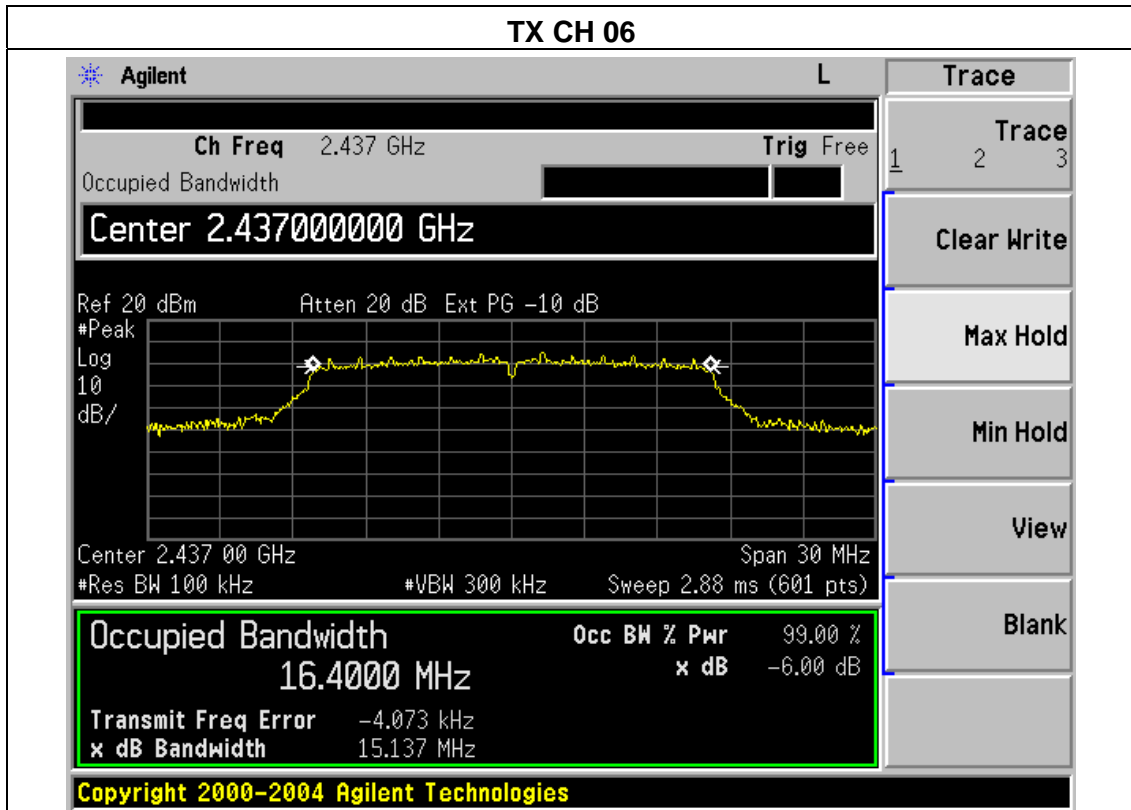 TX CH 06
Agilent L Trace
Ch Freq 2.437 GHz Trig Free
Occupied Bandwidth
Center 2.437000000 GHz
Ref 20 dBm Atten 20 dB Ext PG -10 dB
#Peak
Log
10
dB/
Center 2.437 00 GHz Span 30 MHz
#Res BW 100 kHz #VBW 300 kHz Sweep 2.88 ms (601 pts)
Occupied Bandwidth Occ BW % Pwr 99.00 %
16.4000 MHz x dB -6.00 dB
Transmit Freq Error -4.073 kHz
x dB Bandwidth 15.137 MHz
Copyright 2000-2004 Agilent Technologies
Trace
1 2 3
Clear Write
Max Hold
Min Hold
View
Blank